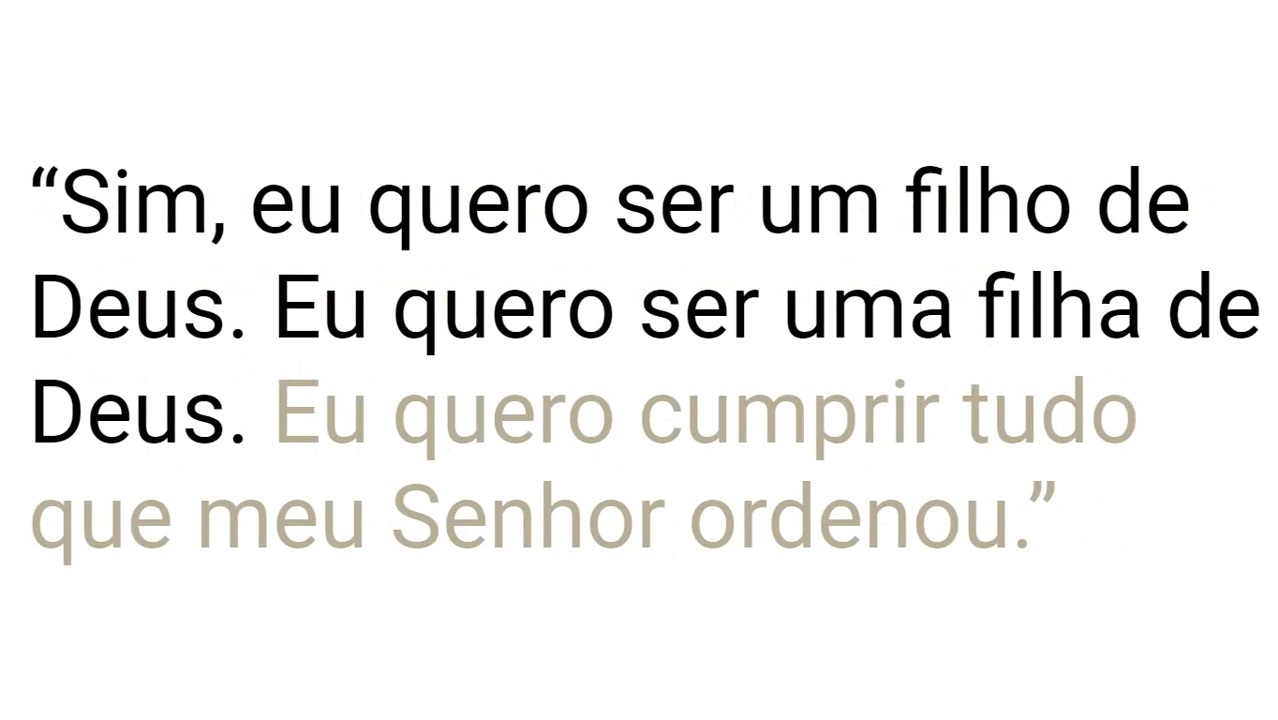 “Sim, eu quero ser um filho de
Deus. Eu quero ser uma filha de
Deus. Eu quero cumprir tudo
que meu Senhor ordenou.”